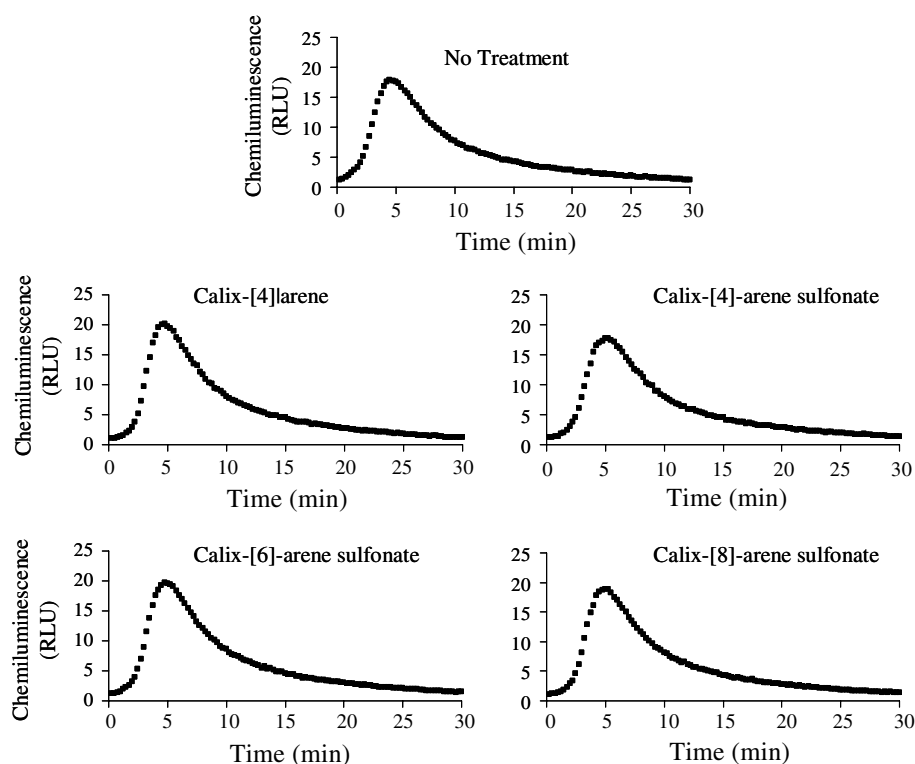 No Treatment
Chemiluminescence
(RLU)
25
20
15
10
5
0
0 5 10 15 20 25 30
Time (min)
Calix-[4]larene
Chemiluminescence
(RLU)
25
20
15
10
5
0
0 5 10 15 20 25 30
Time (min)
Calix-[4]-arene sulfonate
25
20
15
10
5
0
0 5 10 15 20 25 30
Time (min)
Calix-[6]-arene sulfonate
Chemiluminescence
(RLU)
25
20
15
10
5
0
0 5 10 15 20 25 30
Time (min)
Calix-[8]-arene sulfonate
25
20
15
10
5
0
0 5 10 15 20 25 30
Time (min)